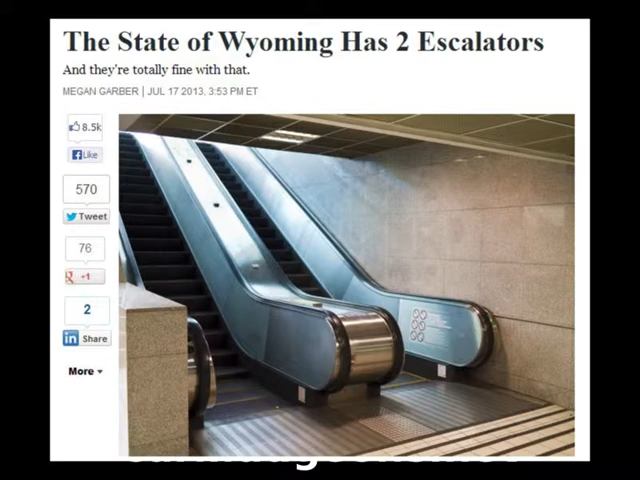 The State of Wyoming Has 2 Escalators
And they're totally fine with that.
MEGAN GARBER | JUL 17 2013, 3:53 PM ET
8.5k
Like
570
Tweet
76
+1
2
in Share
More